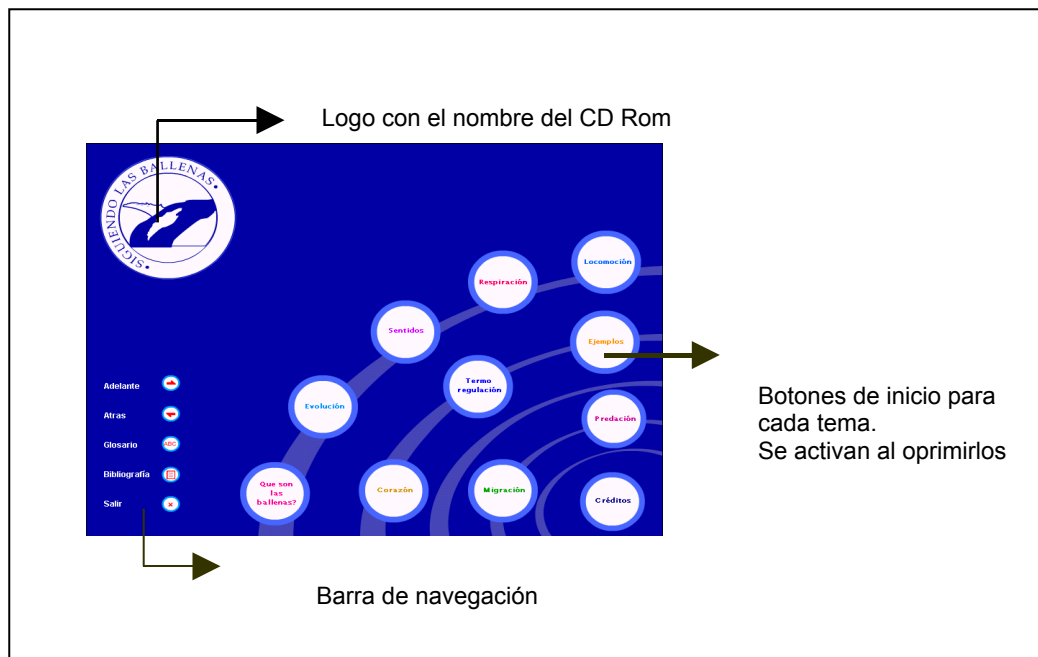 Logo con el nombre del CD Rom
•SIGUIENDO LAS BALLENAS•
Locomoción
Respiración
Sentidos
Ejemplos
Termo
regulación
Evolución
Predación
Que son
las
ballenas?
Corazón
Migración
Créditos
Adelante
Atras
Glosario
ABC
Bibliografía
Salir
Botones de inicio para
cada tema.
Se activan al oprimirlos
Barra de navegación